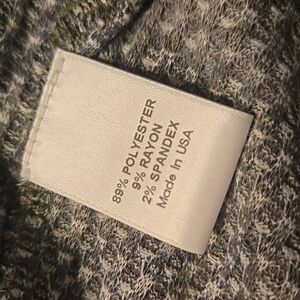 89% POLYESTER
9% RAYON
2% SPANDEX
Made in USA